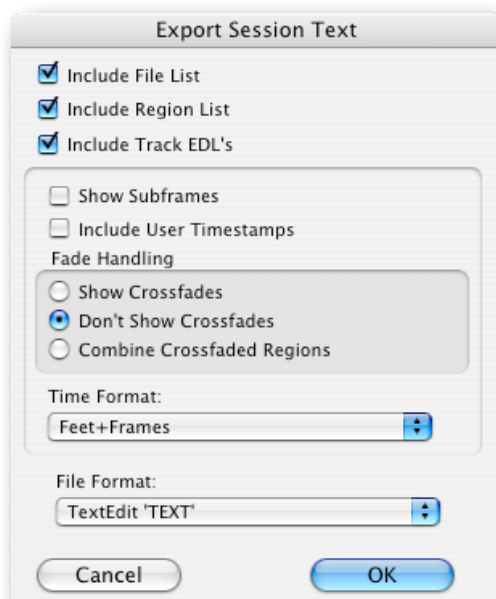 Export Session Text
Include File List
Include Region List
Include Track EDL's
Show Subframes
Include User Timestamps
Fade Handling
Show Crossfades
Don't Show Crossfades
Combine Crossfaded Regions
Time Format:
Feet+Frames
File Format:
TextEdit 'TEXT'
Cancel OK